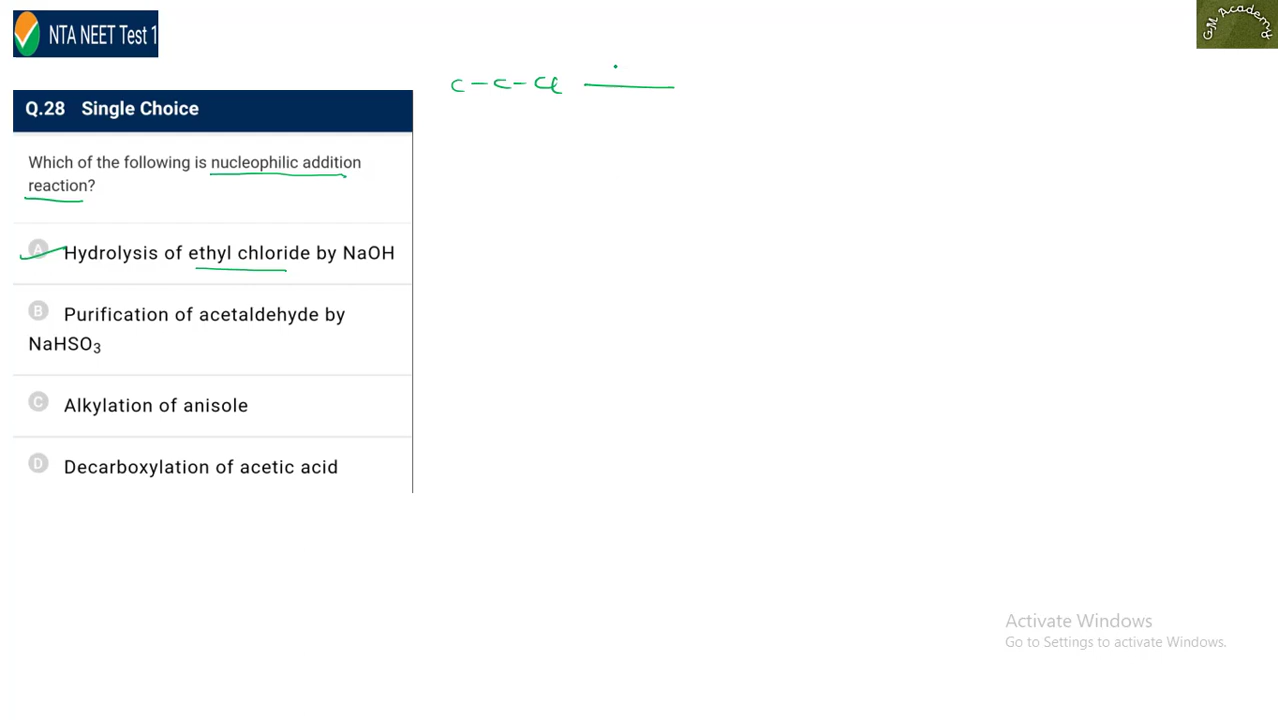 NTA NEET Test 1
GM Academy
C-C-Cl
Q.28 Single Choice
Which of the following is nucleophilic addition
reaction?
A Hydrolysis of ethyl chloride by NaOH
B Purification of acetaldehyde by
NaHSO3
C Alkylation of anisole
D Decarboxylation of acetic acid
Activate Windows
Go to Settings to activate Windows.